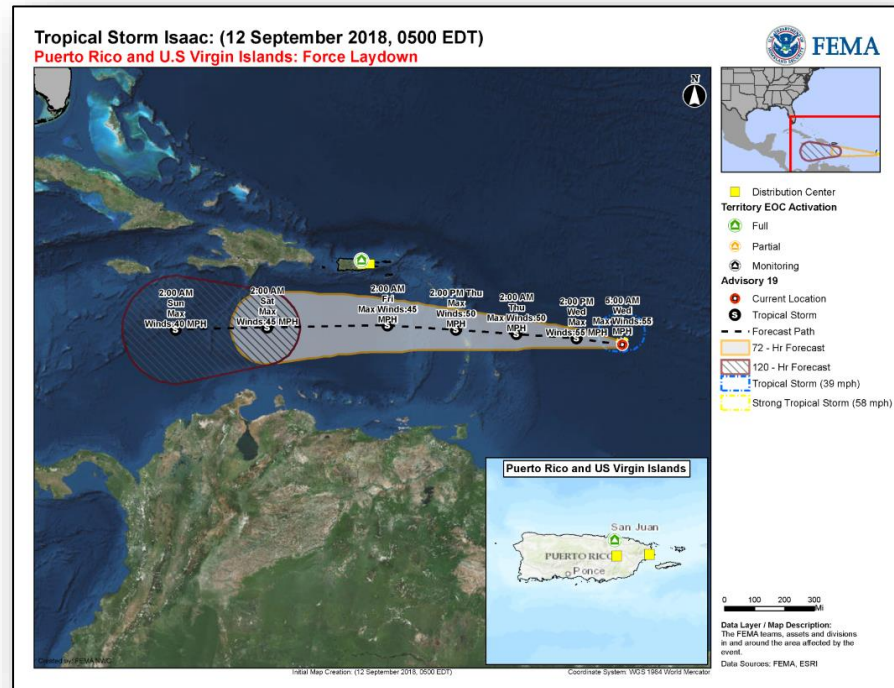 Tropical Storm Isaac: (12 September 2018, 0500 EDT)
Puerto Rico and U.S Virgin Islands: Force Laydown
FEMA
N
2:00 AM
Sun
Max
Winds:40 MPH
2:00 AM
Sat
Max
Winds:45 MPH
2:00 AM
Fri
Max Winds:45
MPH
2:00 PM Thu
Max
Winds:50
MPH
2:00 AM
Thu
Max Winds:50
MPH
2:00 PM
Wed
Max
Winds:55 MPH
5:00 AM
Wed
Max Winds:55
MPH
Distribution Center
Territory EOC Activation
Full
Partial
Monitoring
Advisory 19
Current Location
S Tropical Storm
Forecast Path
72 - Hr Forecast
120 - Hr Forecast
Tropical Storm (39 mph)
Strong Tropical Storm (58 mph)
Puerto Rico and US Virgin Islands
San Juan
PUERTO RICO
Ponce
0 100 200 300
Mi
Data Layer / Map Description:
The FEMA teams, assets and divisions
in and around the area affected by the
event.
Data Sources: FEMA, ESRI
Initial Map Creation: (12 September 2018, 0500 EDT)
Coordinate System: WGS 1984 World Mercator